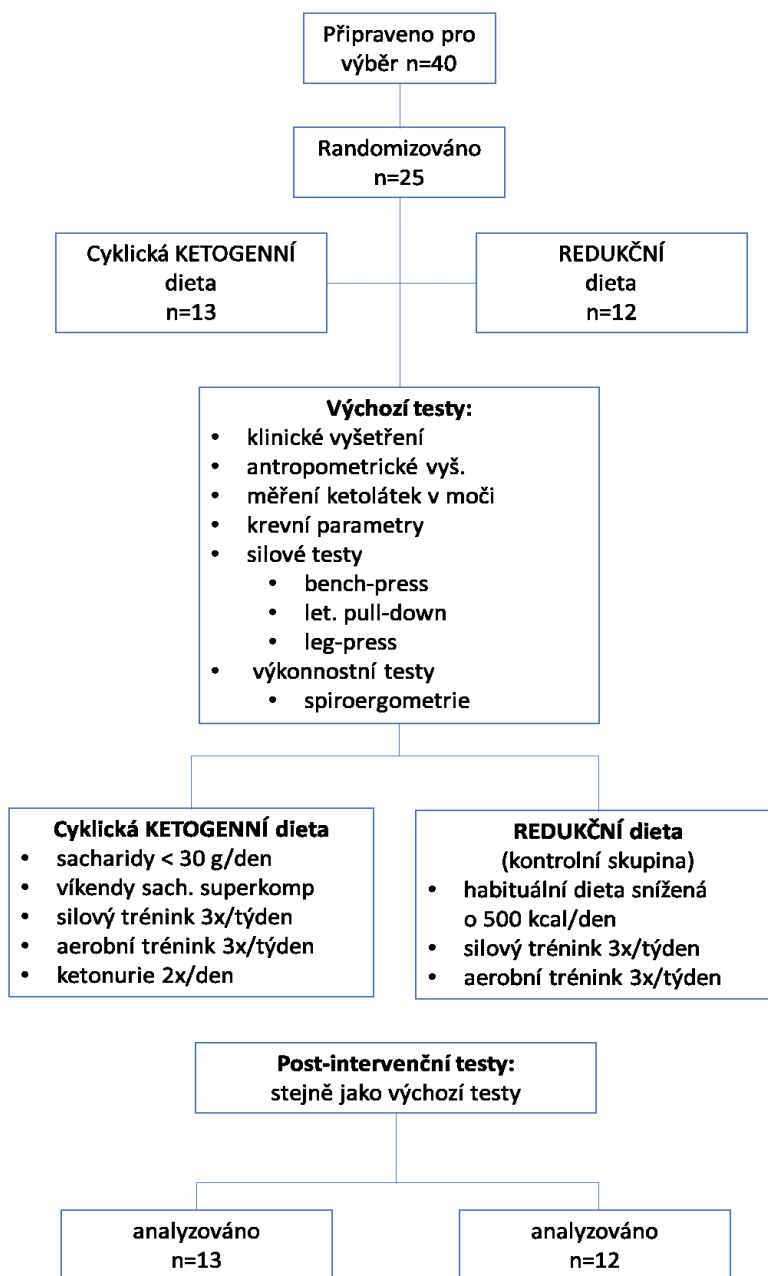 Připraveno pro
výběr n=40
Randomizováno
n=25
Cyklická KETOGENNÍ
dieta
n=13
REDUKČNÍ
dieta
n=12
Výchozí testy:
• klinické vyšetření
• antropometrické vyš.
• měření ketolátek v moči
• krevní parametry
• silové testy
• bench-press
• let. pull-down
• leg-press
• výkonnostní testy
• spiroergometrie
Cyklická KETOGENNÍ dieta
• sacharidy < 30 g/den
• víkendy sach. superkomp
• silový trénink 3x/týden
• aerobní trénink 3x/týden
• ketonurie 2x/den
REDUKČNÍ dieta
(kontrolní skupina)
• habituální dieta snížená
o 500 kcal/den
• silový trénink 3x/týden
• aerobní trénink 3x/týden
Post-intervenční testy:
stejně jako výchozí testy
analyzováno
n=13
analyzováno
n=12